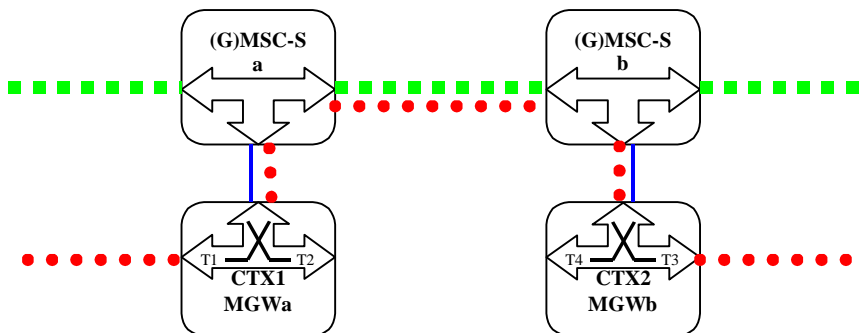 (G)MSC-S
a
(G)MSC-S
b
T1
T2
CTX1
MGWa
T4
T3
CTX2
MGWb